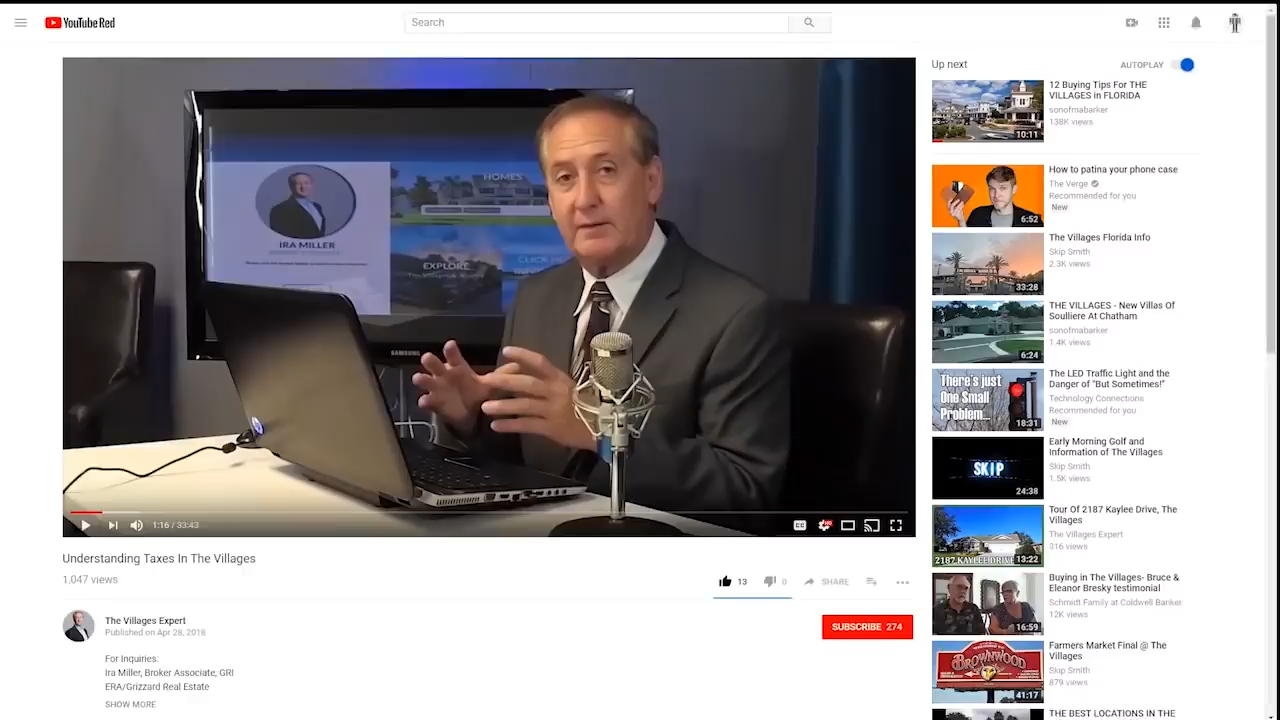 YouTube Red
Search
IRA MILLER
HOMES
EXPLORE
CLICK
SAMSUNG
1:16 / 33:43
CC
HD
Understanding Taxes In The Villages
1,047 views
13
0
SHARE
The Villages Expert
Published on Apr 28, 2018
SUBSCRIBE 274
For Inquiries:
Ira Miller, Broker Associate, GRI
ERA/Grizzard Real Estate
SHOW MORE
Up next
AUTOPLAY
10:11
12 Buying Tips For THE
VILLAGES in FLORIDA
sonofmabarker
138K views
6:52
How to patina your phone case
The Verge
Recommended for you
New
33:28
The Villages Florida Info
Skip Smith
2.3K views
6:24
THE VILLAGES - New Villas Of
Soulliere At Chatham
sonofmabarker
1.4K views
There's just
One Small
Problem...
18:31
The LED Traffic Light and the
Danger of "But Sometimes!"
Technology Connections
Recommended for you
New
SKIP
24:38
Early Morning Golf and
Information of The Villages
Skip Smith
1.5K views
2187 KAYLEE DRIVE
13:22
Tour Of 2187 Kaylee Drive, The
Villages
The Villages Expert
316 views
16:59
Buying in The Villages- Bruce &
Eleanor Bresky testimonial
Schmidt Family at Coldwell Banker
12K views
BROWNWOOD
41:17
Farmers Market Final @ The
Villages
Skip Smith
879 views
THE BEST LOCATIONS IN THE